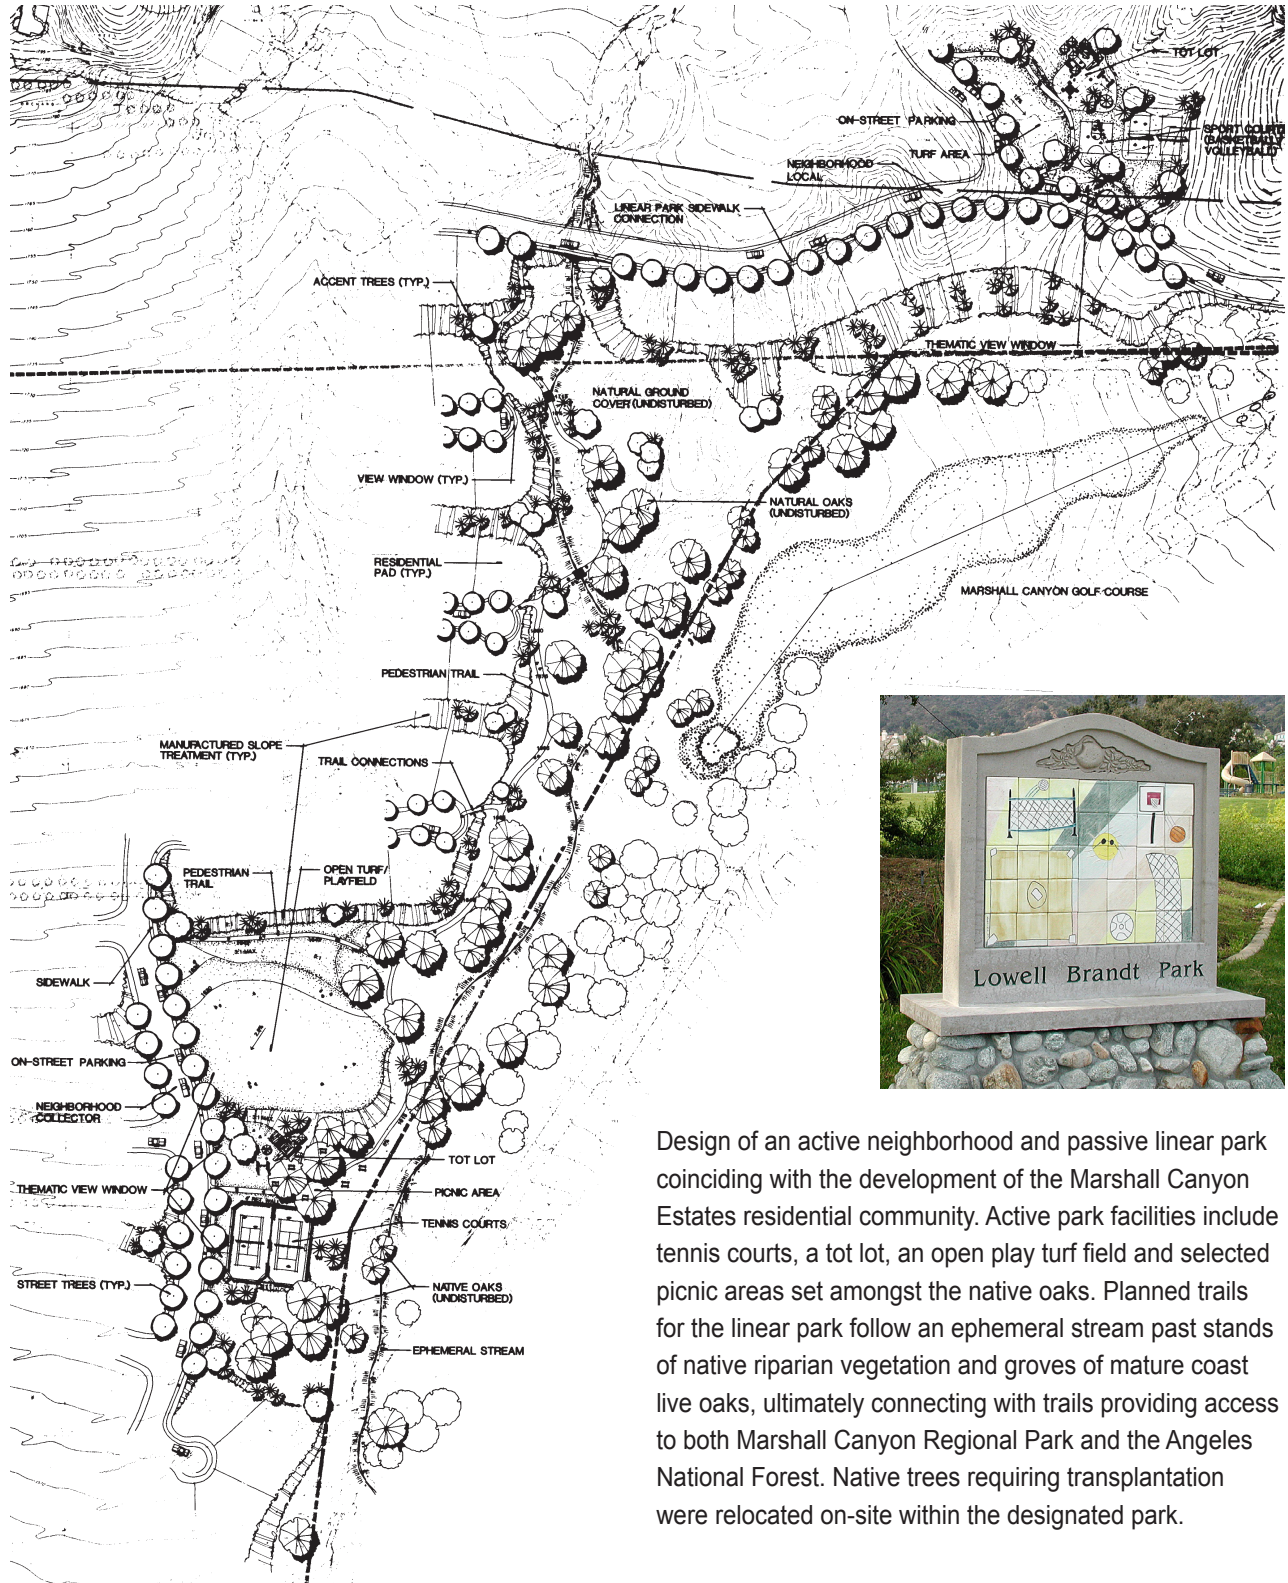 TOT LOT
ON-STREET PARKING
SPORT COURT
(BASKETBALL/
VOLLEYBALL)
TURF AREA
NEIGHBORHOOD
LOCAL
LINEAR PARK SIDEWALK
CONNECTION
ACCENT TREES (TYP.)
THEMATIC VIEW WINDOW
NATURAL GROUND
COVER (UNDISTURBED)
VIEW WINDOW (TYP.)
NATURAL OAKS
(UNDISTURBED)
RESIDENTIAL
PAD (TYP.)
MARSHALL CANYON GOLF COURSE
PEDESTRIAN TRAIL
MANUFACTURED SLOPE
TREATMENT (TYP.)
TRAIL CONNECTIONS
PEDESTRIAN
TRAIL
OPEN TURF/
PLAYFIELD
SIDEWALK
ON-STREET PARKING
NEIGHBORHOOD
COLLECTOR
TOT LOT
THEMATIC VIEW WINDOW
PICNIC AREA
TENNIS COURTS
STREET TREES (TYP.)
NATIVE OAKS
(UNDISTURBED)
EPHEMERAL STREAM
Lowell Brandt Park
Design of an active neighborhood and passive linear park
coinciding with the development of the Marshall Canyon
Estates residential community. Active park facilities include
tennis courts, a tot lot, an open play turf field and selected
picnic areas set amongst the native oaks. Planned trails
for the linear park follow an ephemeral stream past stands
of native riparian vegetation and groves of mature coast
live oaks, ultimately connecting with trails providing access
to both Marshall Canyon Regional Park and the Angeles
National Forest. Native trees requiring transplantation
were relocated on-site within the designated park.